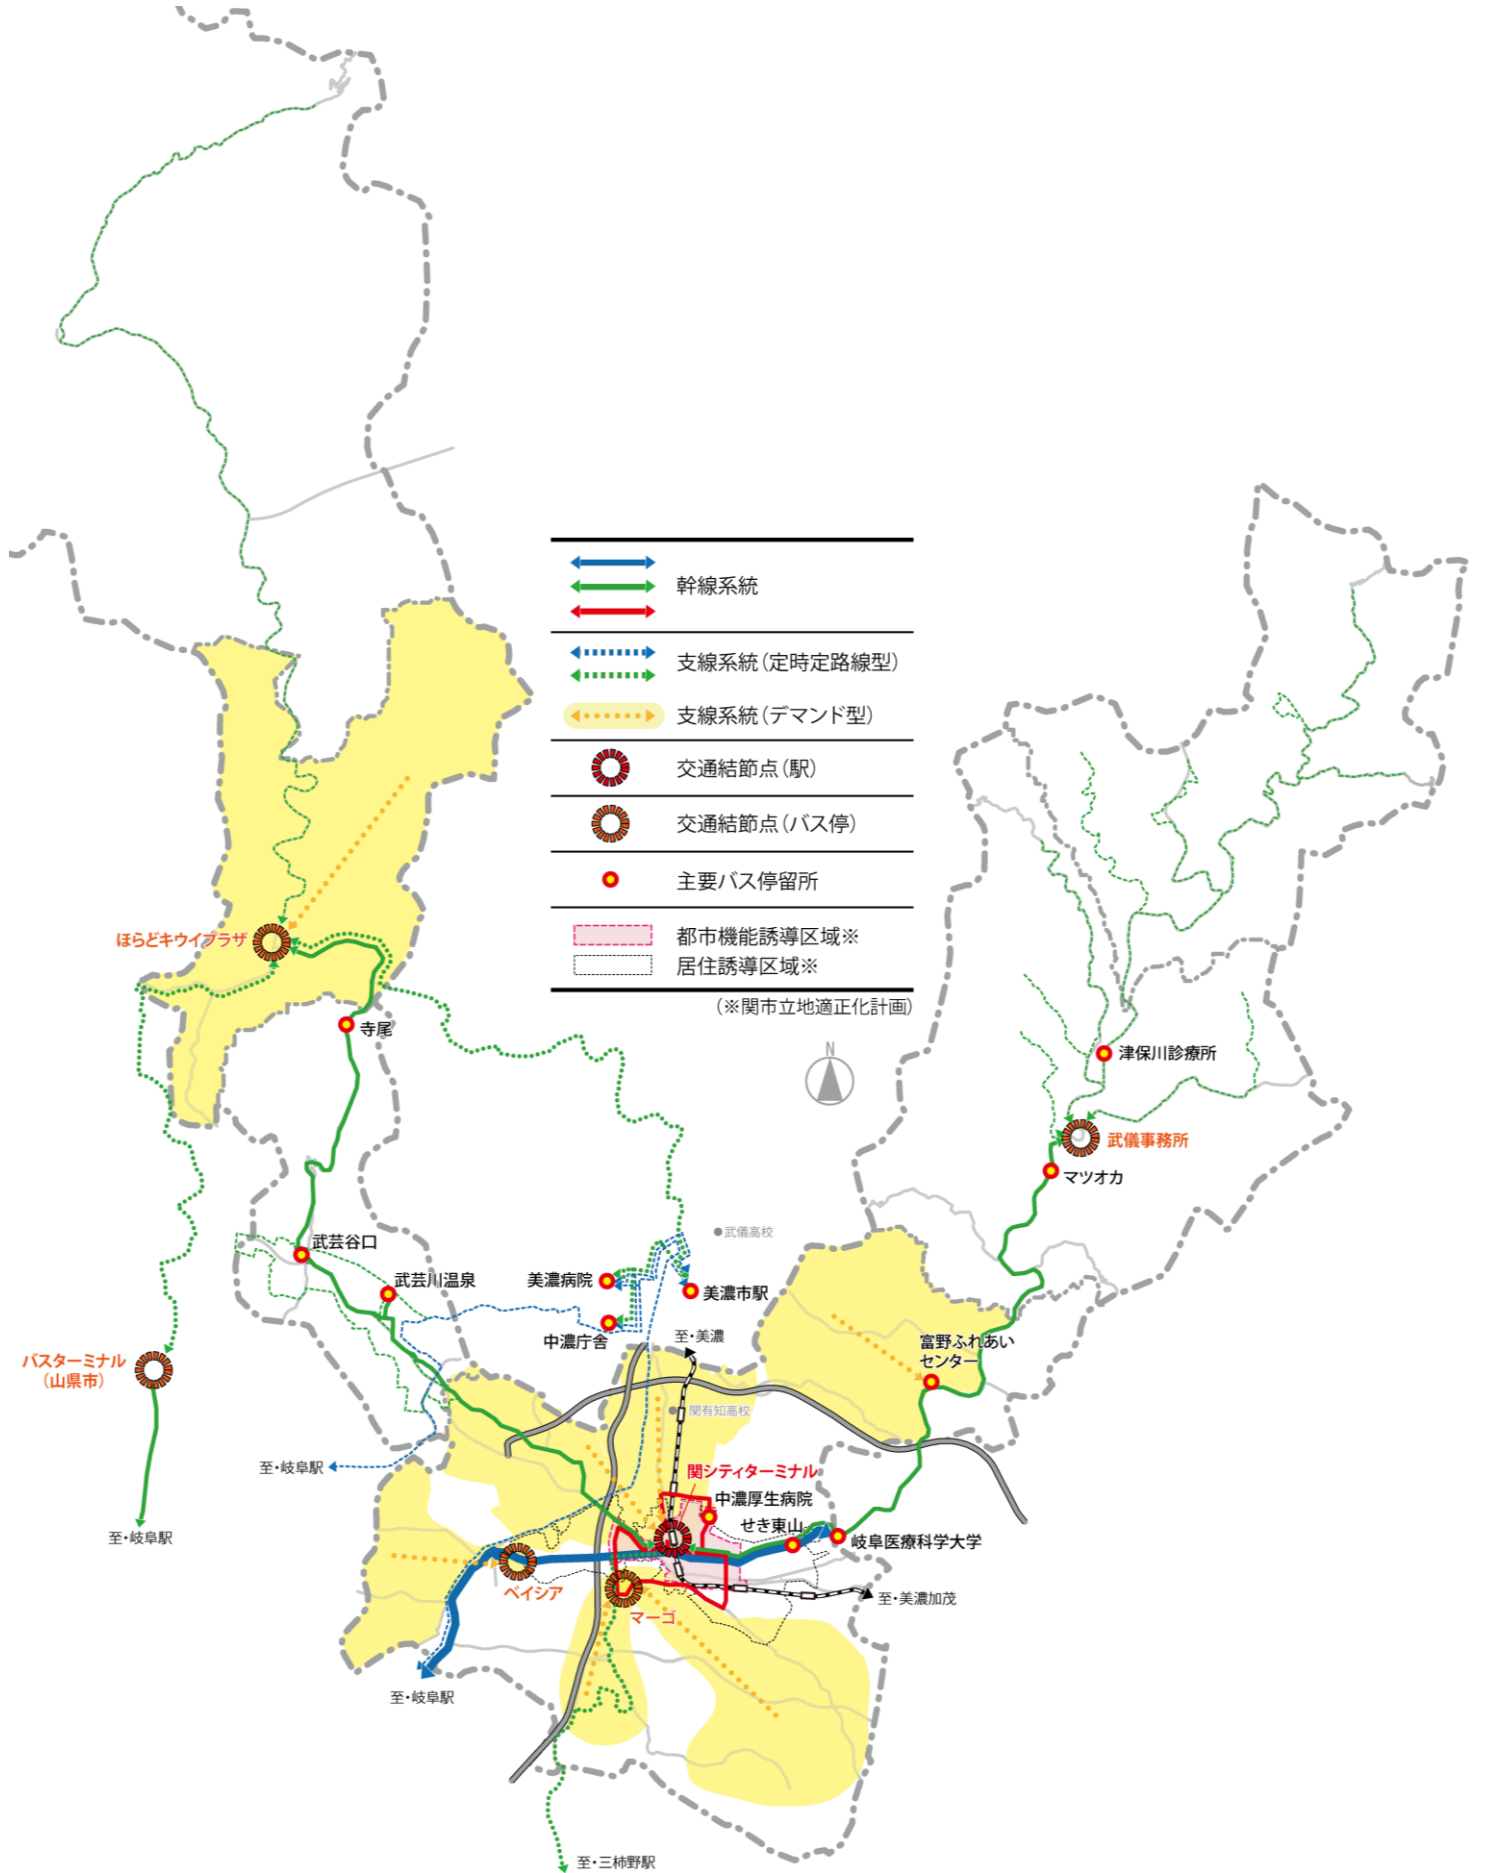 幹線系統
支線系統(定時定路線型)
支線系統(デマンド型)
交通結節点(駅)
交通結節点(バス停)
主要バス停留所
都市機能誘導区域※
居住誘導区域※
(※関市立地適正化計画)
N
ほらどキウイプラザ
寺尾
津保川診療所
武儀事務所
マツオカ
武儀高校
武芸谷口
武芸川温泉
美濃病院
美濃市駅
中濃庁舎
至・美濃
富野ふれあい
センター
バスターミナル
(山県市)
関有知高校
至・岐阜駅
関シティターミナル
中濃厚生病院
せき東山
至・岐阜駅
岐阜医療科学大学
ベイシア
マーゴ
至・美濃加茂
至・岐阜駅
至・三柿野駅